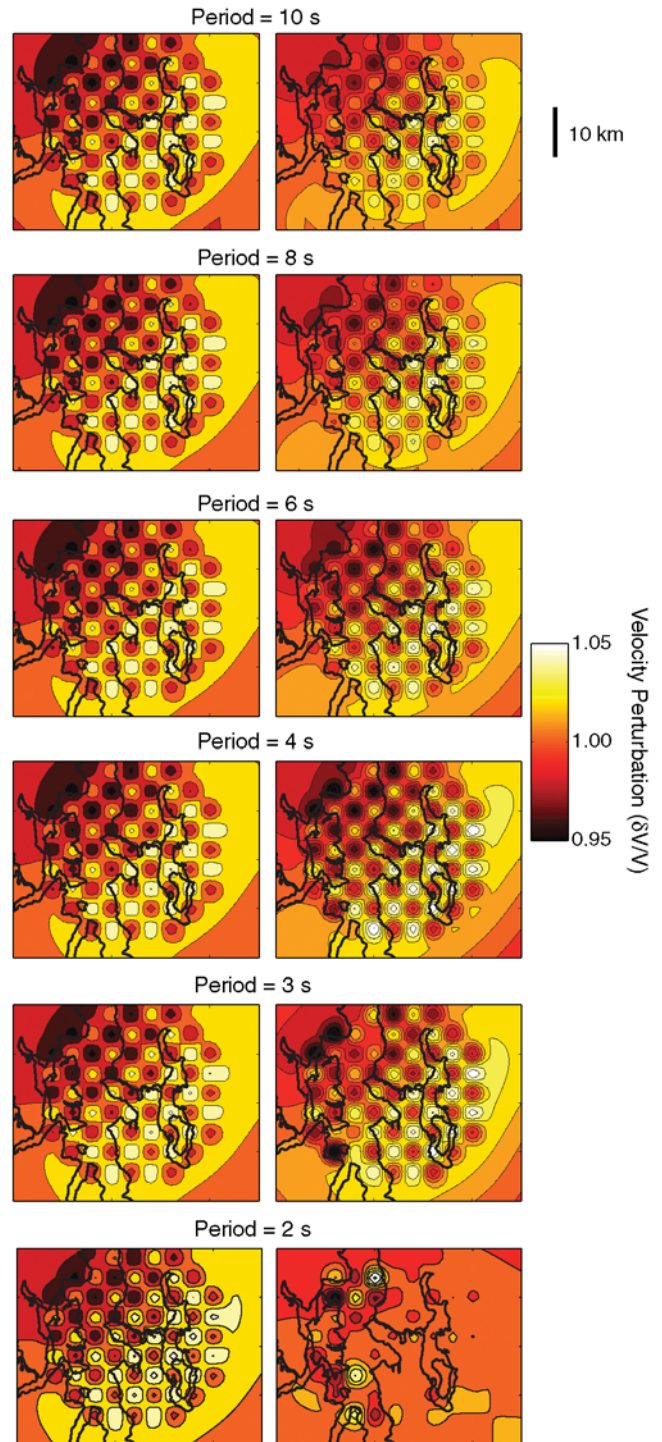 Period = 10 s
10 km
Period = 8 s
Period = 6 s
Period = 4 s
1.05
1.00
0.95
Velocity Perturbation (δV/V)
Period = 3 s
Period = 2 s